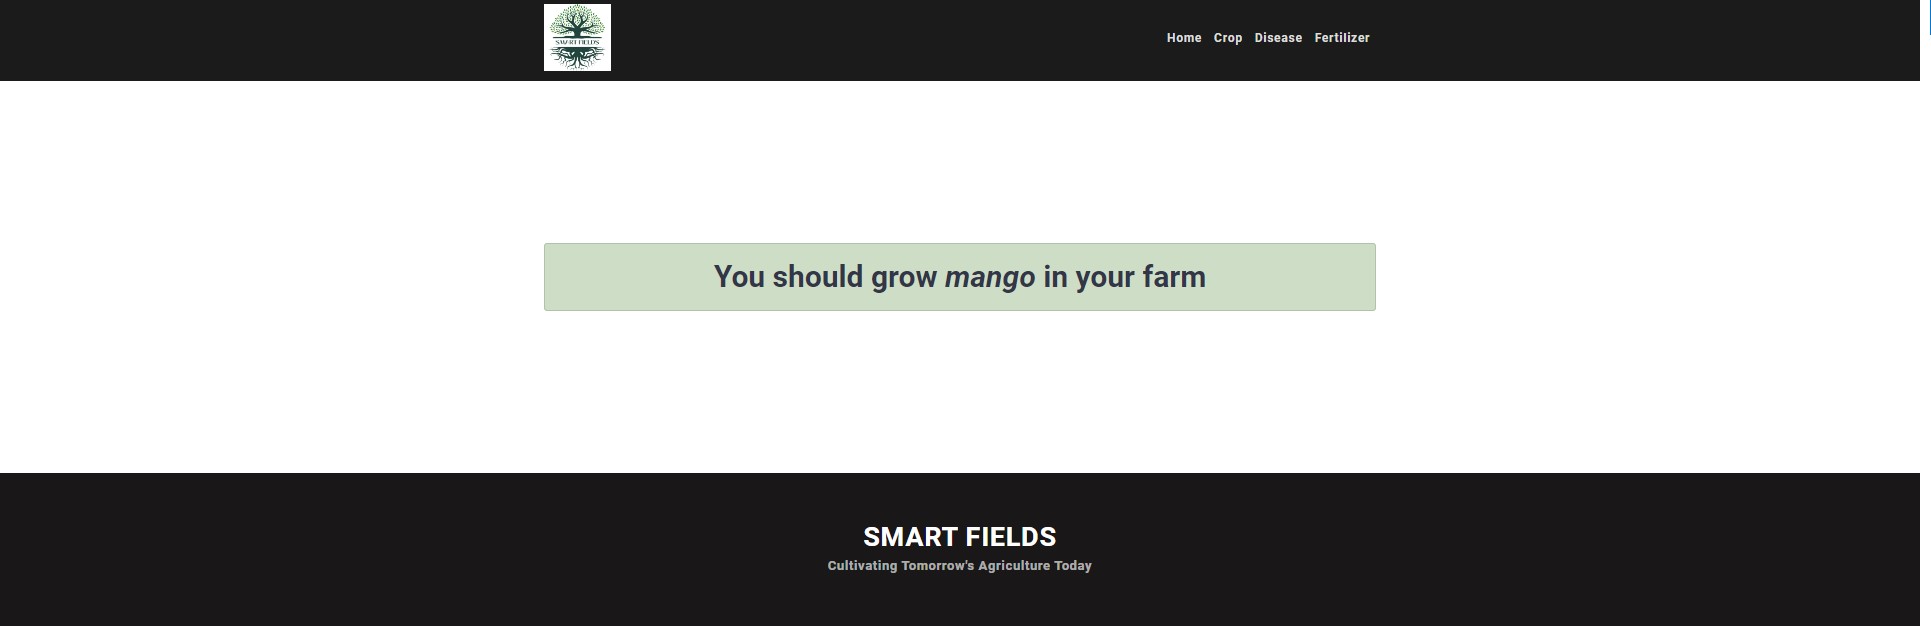 SMART FIELDS
Home Crop Disease Fertilizer
You should grow mango in your farm
SMART FIELDS
Cultivating Tomorrow's Agriculture Today